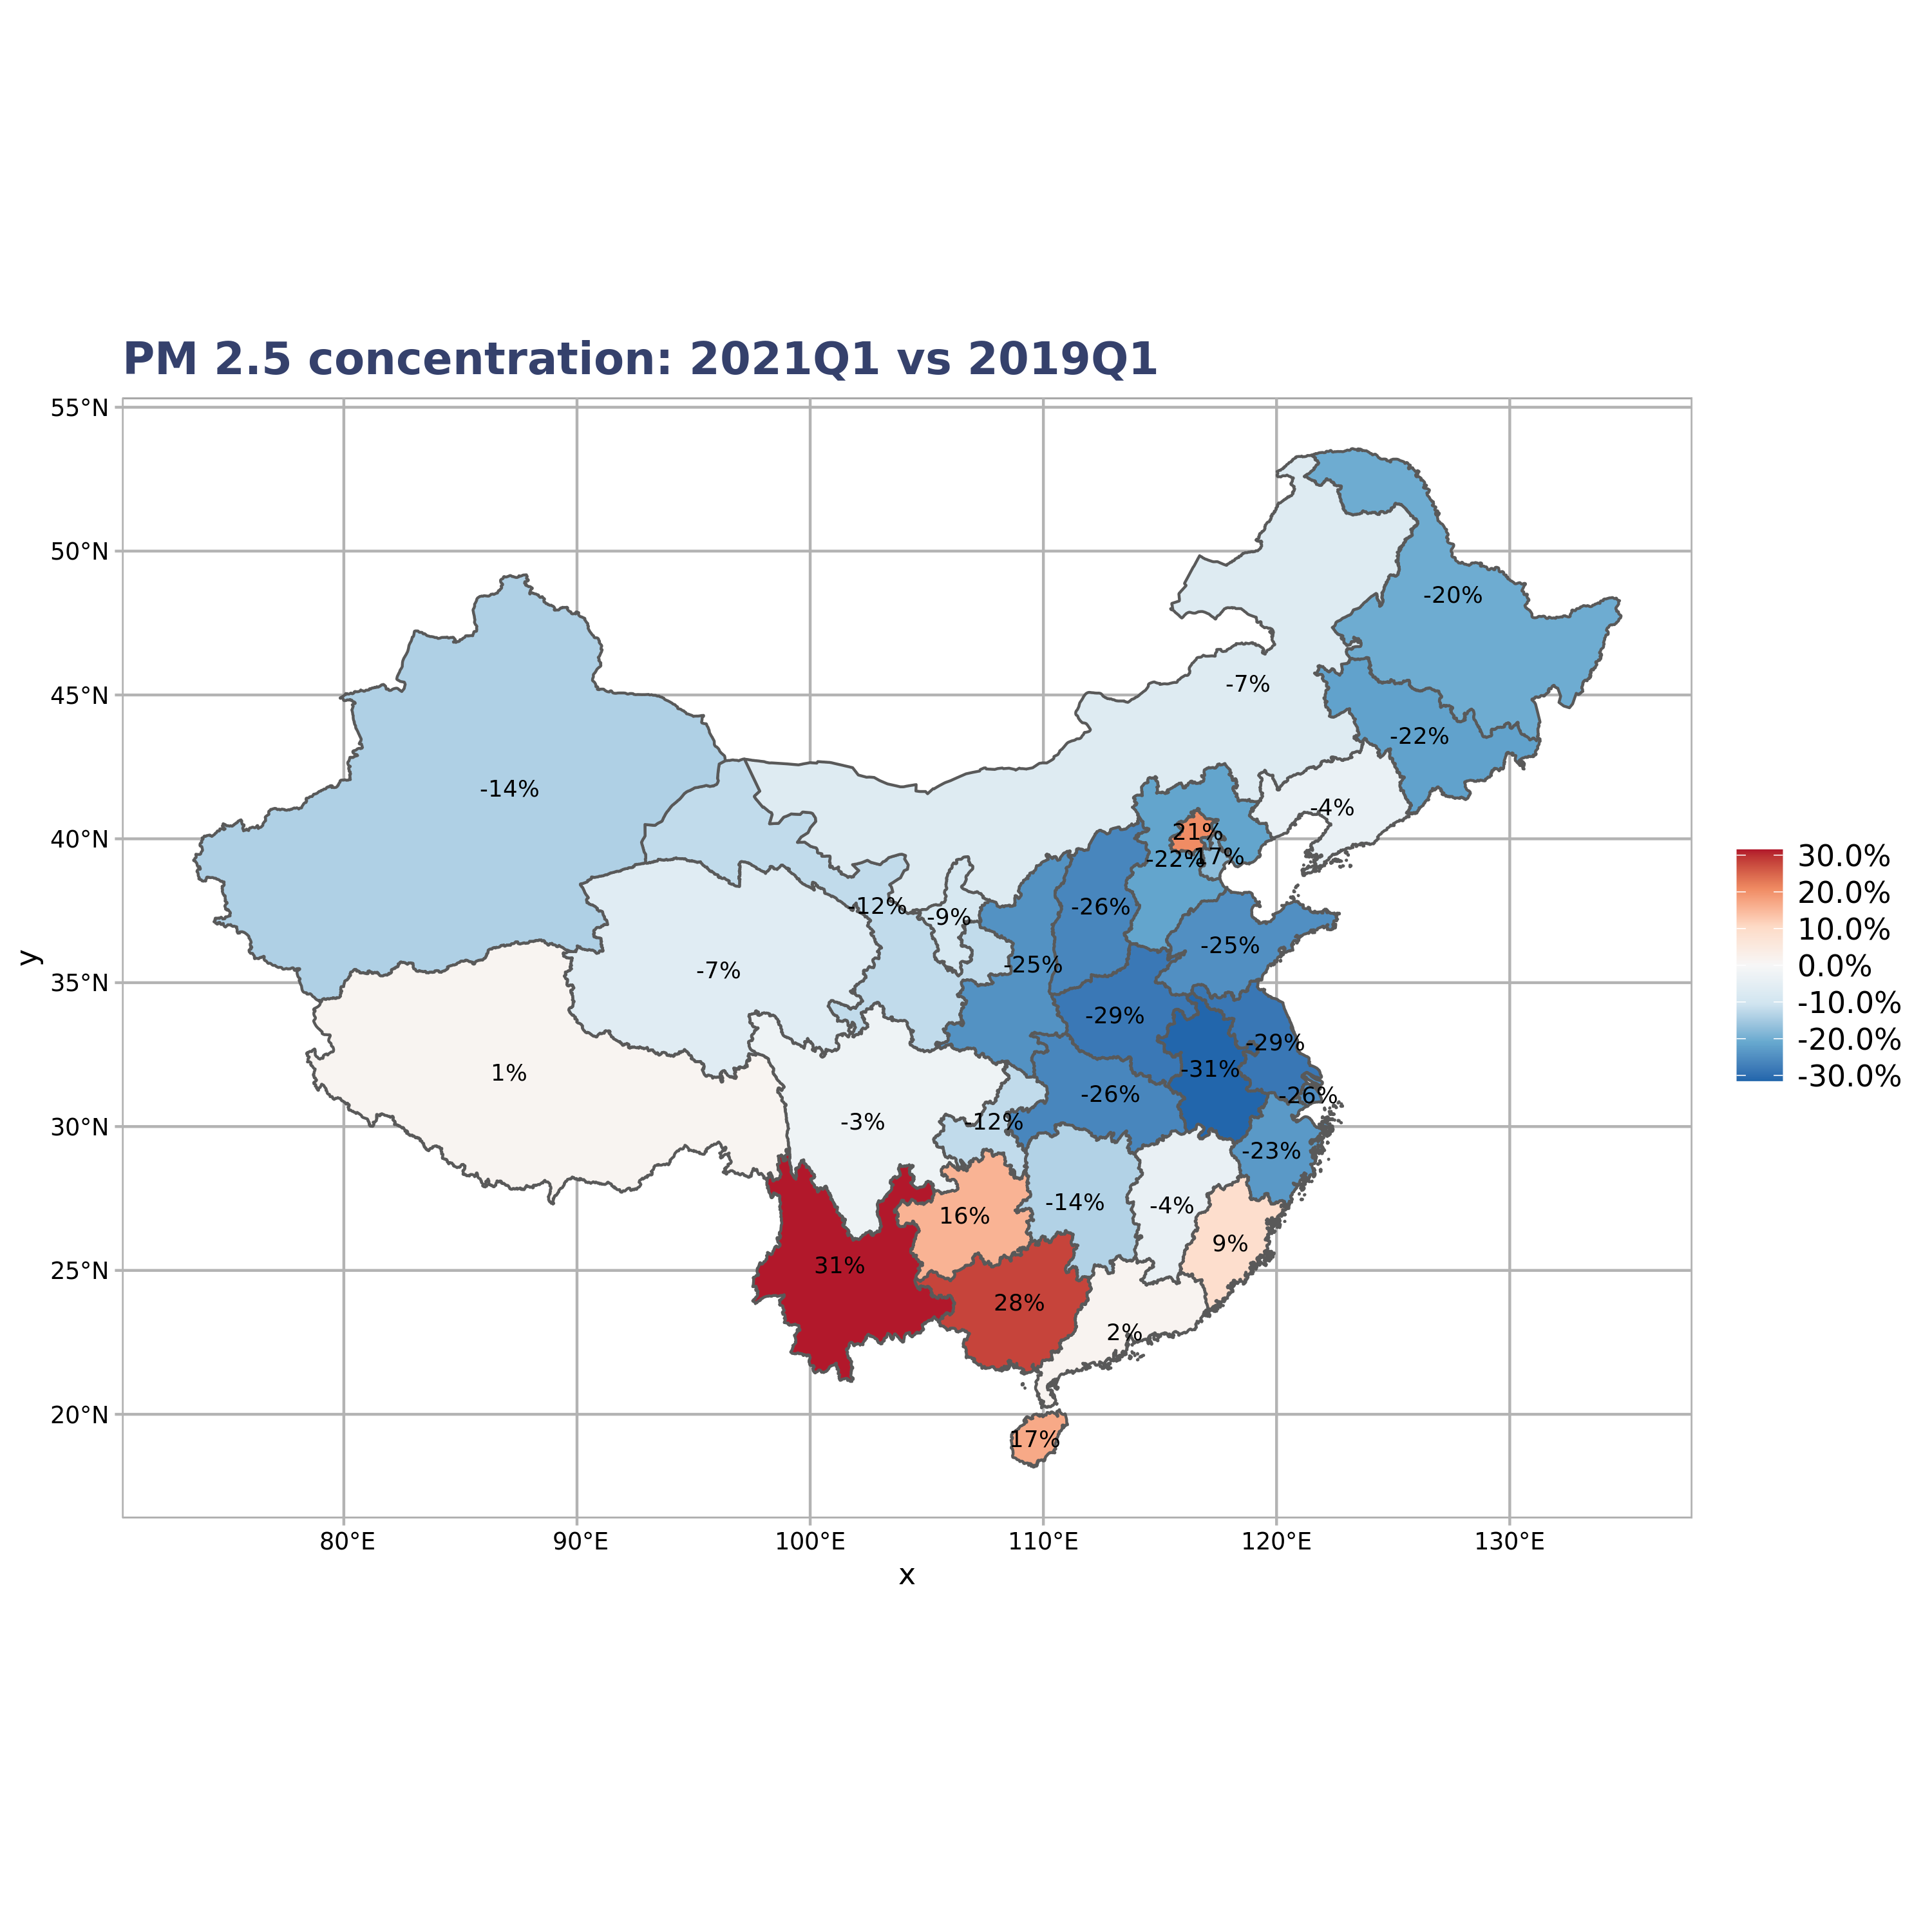 PM 2.5 concentration: 2021Q1 vs 2019Q1
55°N
50°N
45°N
40°N
35°N
30°N
25°N
20°N
y
-20%
-7%
-22%
-14%
-4%
21%
-22%
-17%
-12%
-9%
-26%
-25%
-25%
-7%
-29%
-29%
1%
-31%
-26%
-26%
-3%
-12%
-23%
-14%
-4%
16%
9%
31%
28%
2%
17%
80°E
90°E
100°E
110°E
120°E
130°E
x
30.0%
20.0%
10.0%
0.0%
-10.0%
-20.0%
-30.0%